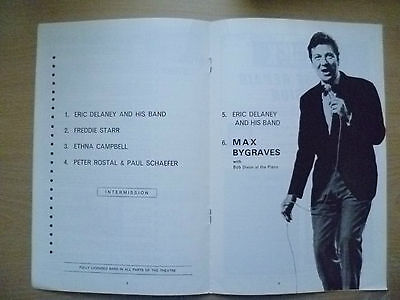 1. ERIC DELANEY AND HIS BAND
2. FREDDIE STARR
3. ETHNA CAMPBELL
4. PETER ROSTAL & PAUL SCHAEFER
INTERMISSION
FULLY LICENSED BARS IN ALL PARTS OF THE THEATRE
5. ERIC DELANEY
AND HIS BAND
6. MAX
BYGRAVES
with
Bob Dixon at the Piano